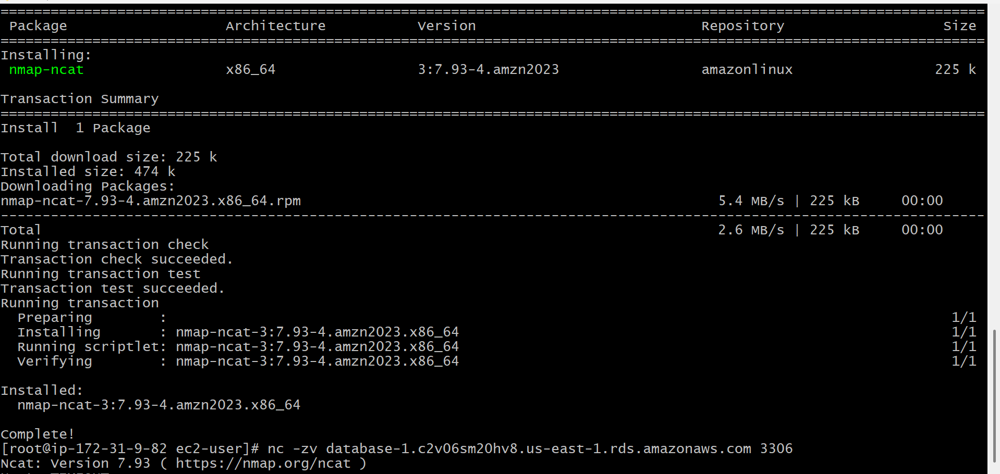 ======================================================================================================================
Package Architecture Version Repository Size
======================================================================================================================
Installing:
nmap-ncat x86_64 3:7.93-4.amzn2023 amazonlinux 225 k
Transaction Summary
======================================================================================================================
Install 1 Package
Total download size: 225 k
Installed size: 474 k
Downloading Packages:
nmap-ncat-7.93-4.amzn2023.x86_64.rpm 5.4 MB/s | 225 kB 00:00
----------------------------------------------------------------------------------------------------------------------
Total 2.6 MB/s | 225 kB 00:00
Running transaction check
Transaction check succeeded.
Running transaction test
Transaction test succeeded.
Running transaction
Preparing : 1/1
Installing : nmap-ncat-3:7.93-4.amzn2023.x86_64 1/1
Running scriptlet: nmap-ncat-3:7.93-4.amzn2023.x86_64 1/1
Verifying : nmap-ncat-3:7.93-4.amzn2023.x86_64 1/1
Installed:
nmap-ncat-3:7.93-4.amzn2023.x86_64
Complete!
[root@ip-172-31-9-82 ec2-user]# nc -zv database-1.c2v06sm20hv8.us-east-1.rds.amazonaws.com 3306
Ncat: Version 7.93 ( https://nmap.org/ncat )